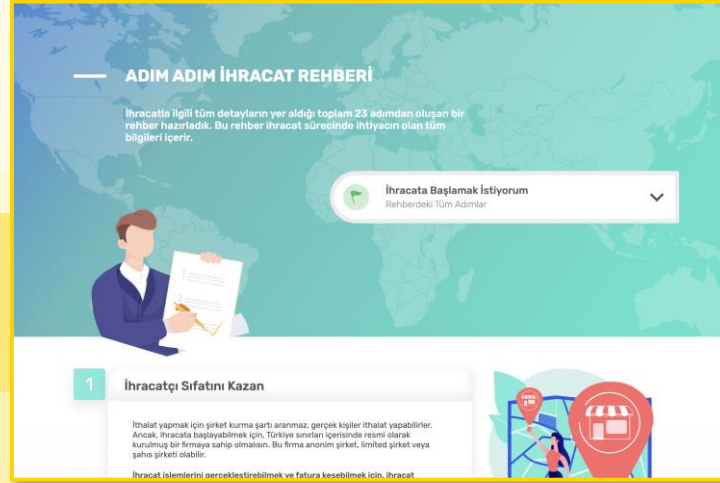 ADIM ADIM İHRACAT REHBERİ
İhracatla ilgili tüm detayların yer aldığı toplam 23 adımdan oluşan bir
rehber hazırladık. Bu rehber ihracat sürecinde ihtiyacın olan tüm
bilgileri içerir.
İhracata Başlamak İstiyorum
Rehberdeki Tüm Adımlar
1
İhracatçı Sıfatını Kazan
İthalat yapmak için şirket kurma şartı aranmaz, gerçek kişiler ithalat yapabilirler.
Ancak, ihracata başlayabilmek için, Türkiye sınırları içerisinde resmi olarak
kurulmuş bir firmaya sahip olmalısın. Bu firma anonim şirket, limited şirket veya
şahıs şirketi olabilir.
İhracat işlemlerini gerçekleştirebilmek ve fatura kesebilmek için, ihracat